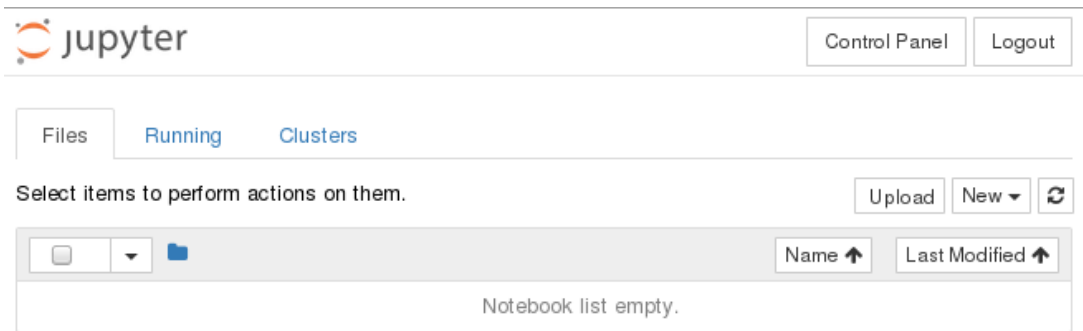 jupyter
Control Panel
Logout
Files
Running
Clusters
Select items to perform actions on them.
Upload
New
Name
Last Modified
Notebook list empty.